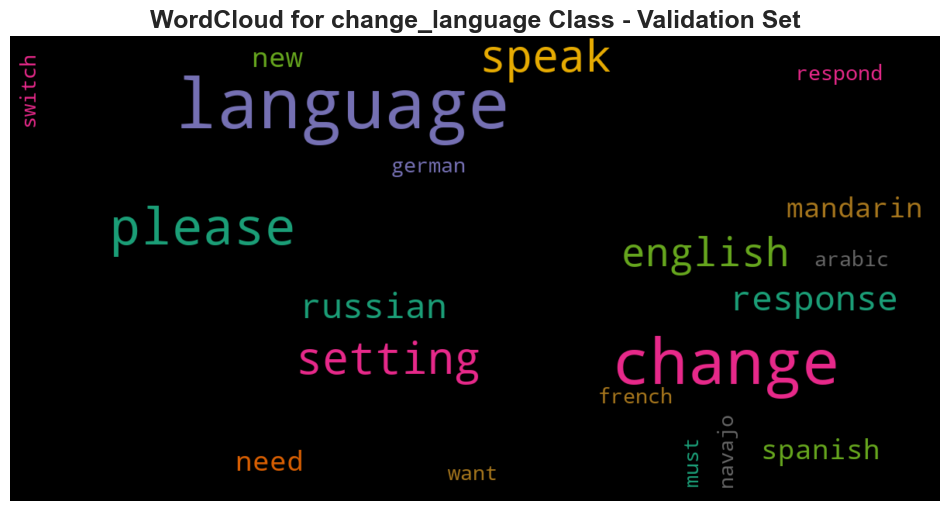 WordCloud for change_language Class - Validation Set
switch
new
speak
respond
language
german
please
mandarin
english
arabic
russian
response
setting
change
french
need
want
must
navajo
spanish